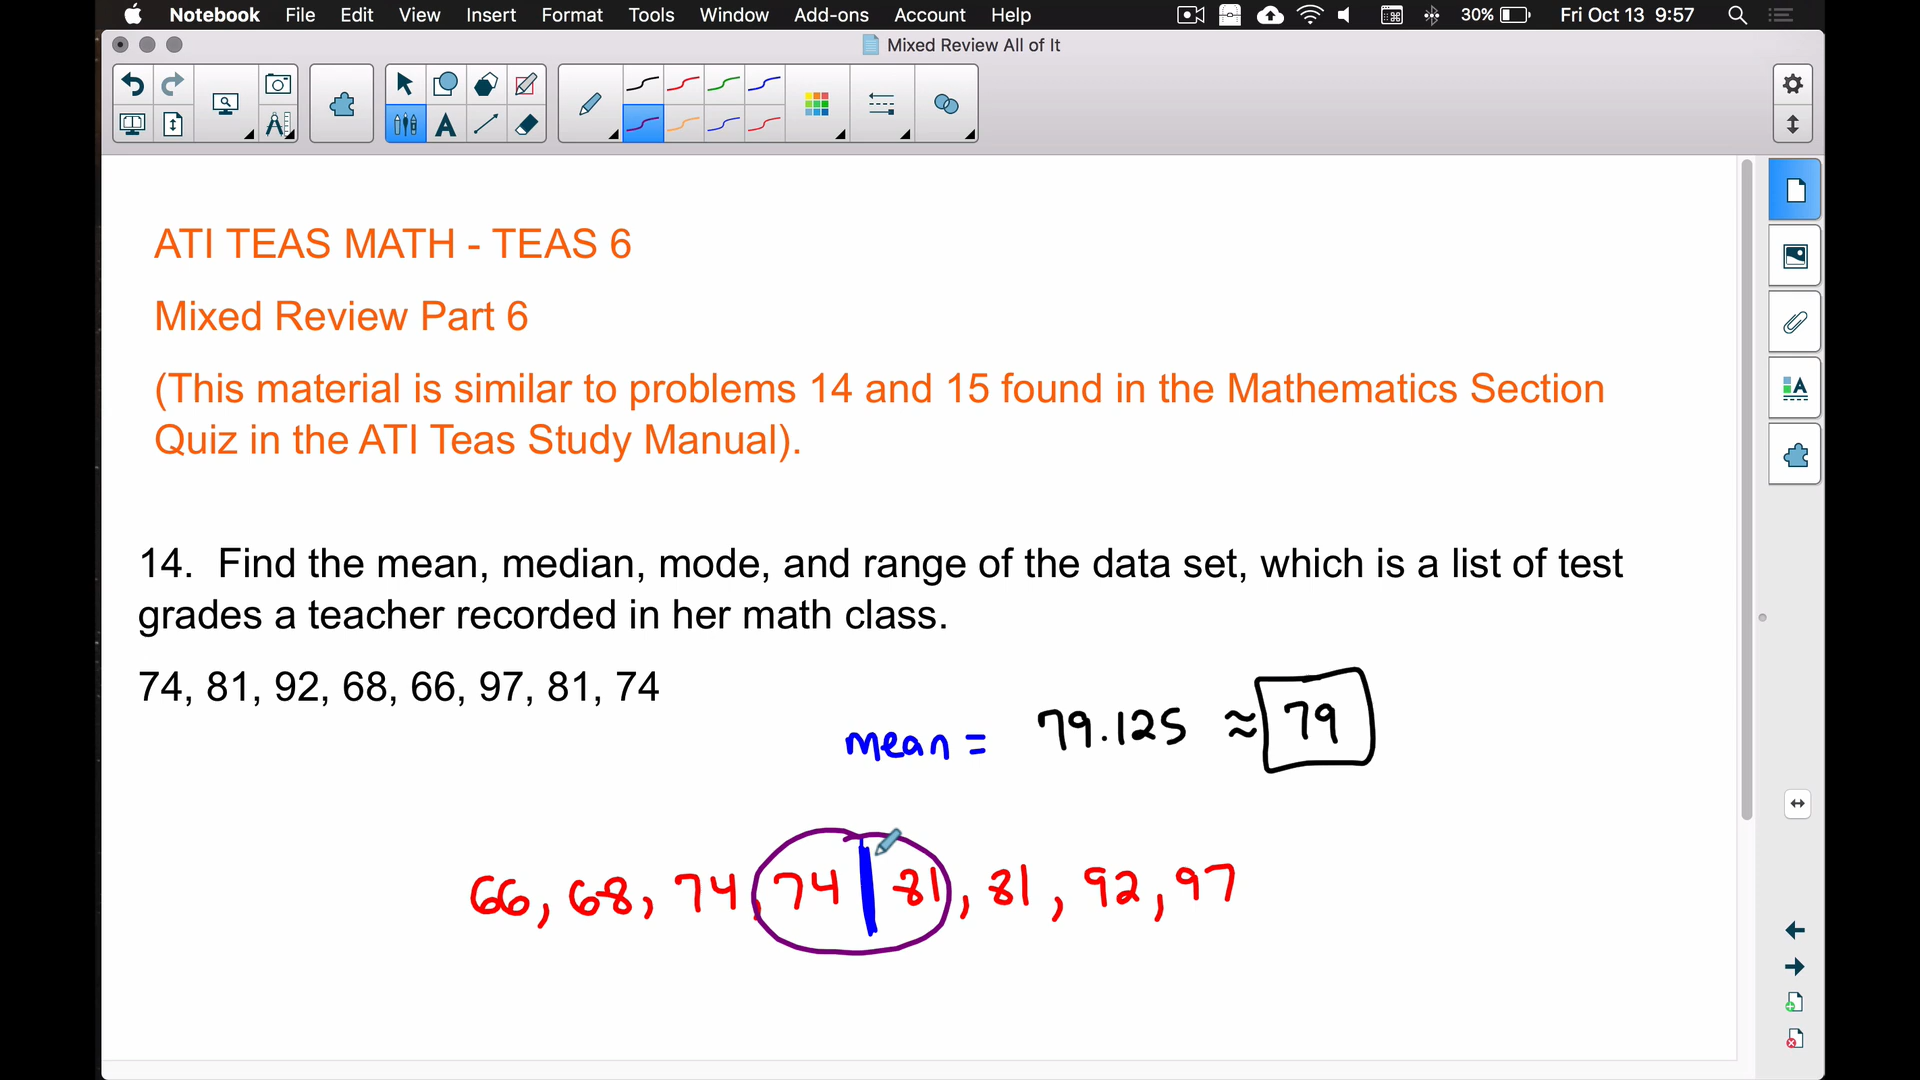 Notebook File Edit View Insert Format Tools Window Add-ons Account Help 30% Fri Oct 13 9:57
Mixed Review All of It
ATI TEAS MATH - TEAS 6
Mixed Review Part 6
(This material is similar to problems 14 and 15 found in the Mathematics Section
Quiz in the ATI Teas Study Manual).
14. Find the mean, median, mode, and range of the data set, which is a list of test
grades a teacher recorded in her math class.
74, 81, 92, 68, 66, 97, 81, 74
mean = 79.125 ≈ 79
66, 68, 74, 74 | 81, 81, 92, 97